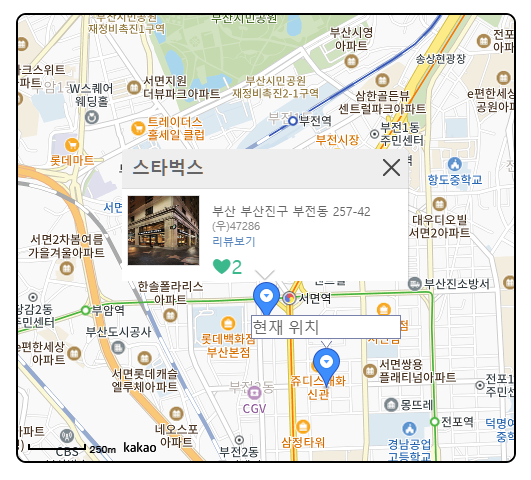 부산시민공원
재정비촉진1구역
부산시민공원
부산시영
아파트
전포
아파
송상현광장
파크스위트
아파트
W스퀘어
웨딩홀
서면지원
더뷰파크아파트
부산시민공원
재정비촉진2-1구역
삼한골든뷰
센트럴파크아파트
e편한세상
공원아파
트레이더스
홀세일 클럽
부전역
부전1동
주민센터
부전시장
롯데마트
항도중학교
스타벅스
부산 부산진구 부전동 257-42
(우)47286
리뷰보기
2
서면
대우디오빌
서면2아파트
서면2차봄여름
가을겨울아파트
한솔폴라리스
아파트
부산진소방서
서면역
부암역
당감2동
주민센터
부산도시공사
롯데백화점
부산본점
현재 위치
e편한세상
아파트
서면롯데캐슬
엘루체아파트
쥬디스태화
신관
서면쌍용
플래티넘아파트
부전2동
CGV
전포1
주민센
몽뜨레
네오스포
아파트
전포역
아파트
CBS
부전2동
삼정타워
경남공업
고등학교
덕명여
중학
250m
kakao